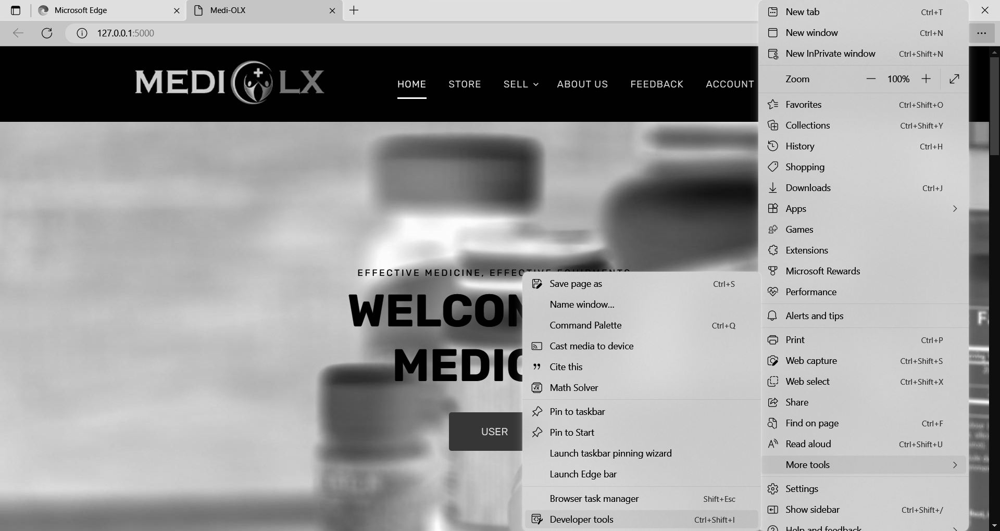 Microsoft Edge
Medi-OLX
127.0.0.1:5000
MEDI LX
HOME
STORE
SELL
ABOUT US
FEEDBACK
ACCOUNT
EFFECTIVE MEDICINE, EFFECTIVE EQUIPMENTS
WELCOM
MEDIO
USER
New tab Ctrl+T
New window Ctrl+N
New InPrivate window Ctrl+Shift+N
Zoom 100%
Favorites Ctrl+Shift+O
Collections Ctrl+Shift+Y
History Ctrl+H
Shopping
Downloads Ctrl+J
Apps
Games
Extensions
Microsoft Rewards
Performance
Alerts and tips
Print Ctrl+P
Web capture Ctrl+Shift+S
Web select Ctrl+Shift+X
Share
Find on page Ctrl+F
Read aloud Ctrl+Shift+U
More tools
Settings
Show sidebar Ctrl+Shift+/
Help and feedback
Save page as Ctrl+S
Name window...
Command Palette Ctrl+Q
Cast media to device
Cite this
Math Solver
Pin to taskbar
Pin to Start
Launch taskbar pinning wizard
Launch Edge bar
Browser task manager Shift+Esc
Developer tools Ctrl+Shift+I